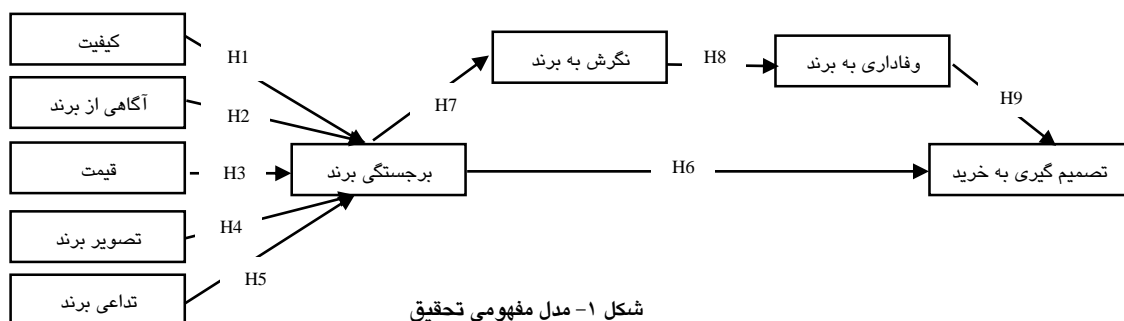 کیفیت
H1
آگاهی از برند
H2
قیمت
H3
تصویر برند
H4
تداعی برند
H5
برجستگی برند
H7
نگرش به برند
H8
وفاداری به برند
H9
H6
تصمیم گیری به خرید
شکل ۱- مدل مفهومی تحقیق